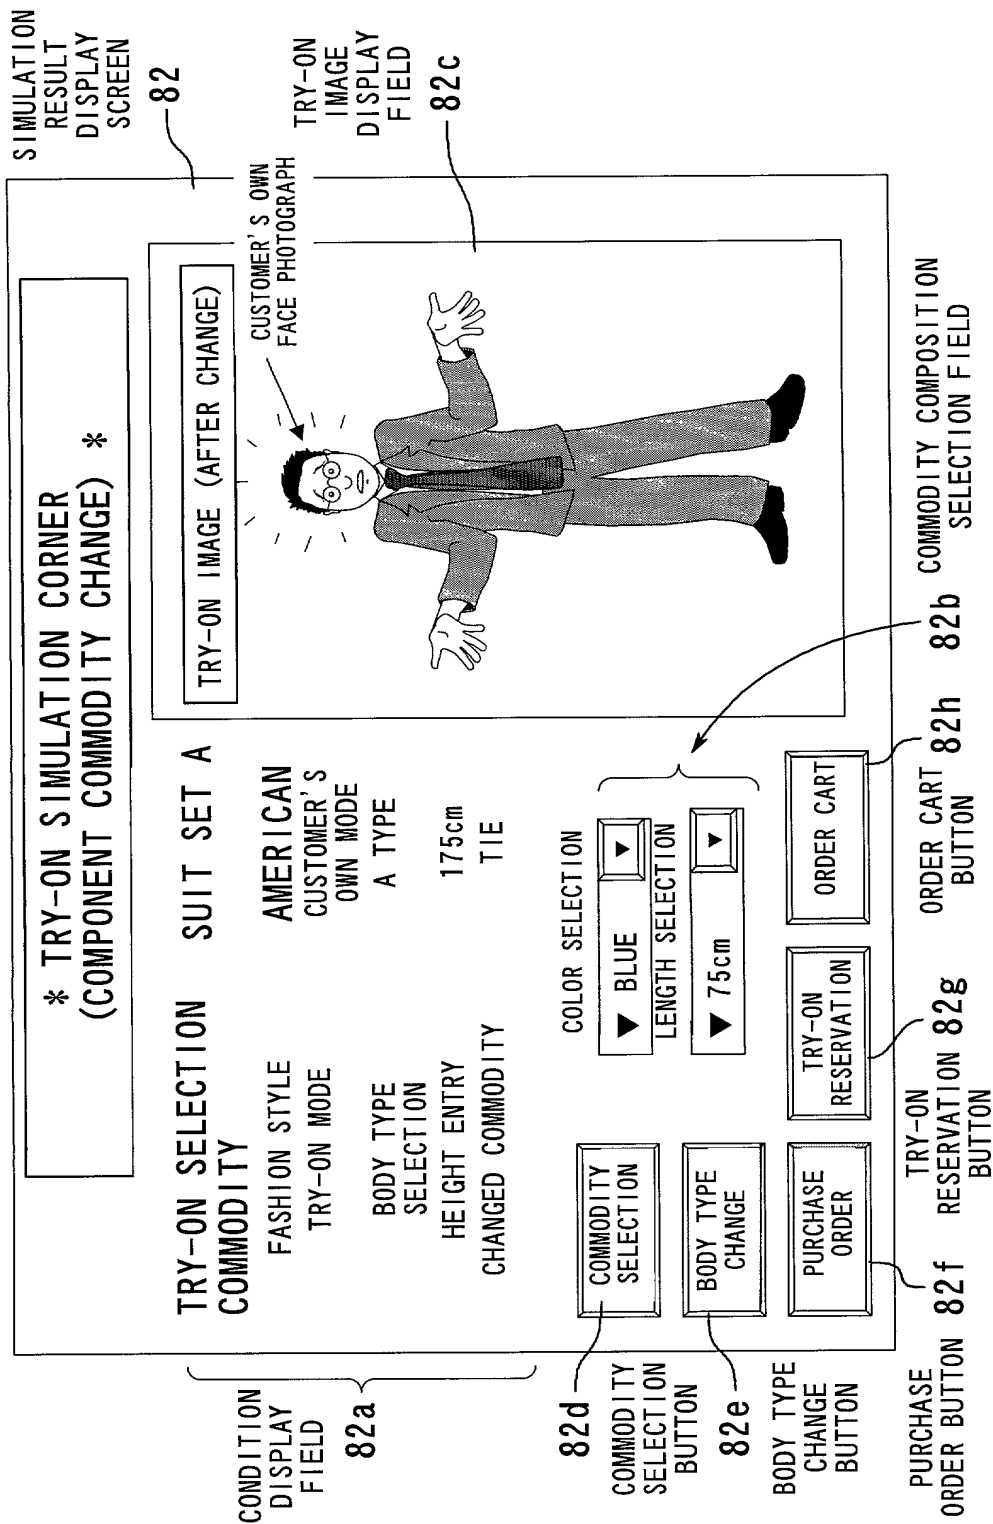 SIMULATION
RESULT
DISPLAY
SCREEN
82
* TRY-ON SIMULATION CORNER
(COMPONENT COMMODITY CHANGE) *
CONDITION
DISPLAY
FIELD
82a
TRY-ON SELECTION
COMMODITY
SUIT SET A
FASHION STYLE
AMERICAN
TRY-ON MODE
CUSTOMER'S
OWN MODE
BODY TYPE
SELECTION
A TYPE
HEIGHT ENTRY
175cm
CHANGED COMMODITY
TIE
TRY-ON IMAGE (AFTER CHANGE)
CUSTOMER'S OWN
FACE PHOTOGRAPH
TRY-ON
IMAGE
DISPLAY
FIELD
82c
82d
COMMODITY
SELECTION
BUTTON
COMMODITY
SELECTION
COLOR SELECTION
▼ BLUE ▼
LENGTH SELECTION
▼ 75cm ▼
82e
BODY TYPE
CHANGE
BUTTON
BODY TYPE
CHANGE
PURCHASE
ORDER
TRY-ON
RESERVATION
ORDER CART
PURCHASE
ORDER BUTTON 82f
TRY-ON
RESERVATION 82g
BUTTON
ORDER CART 82h
BUTTON
82b
COMMODITY COMPOSITION
SELECTION FIELD